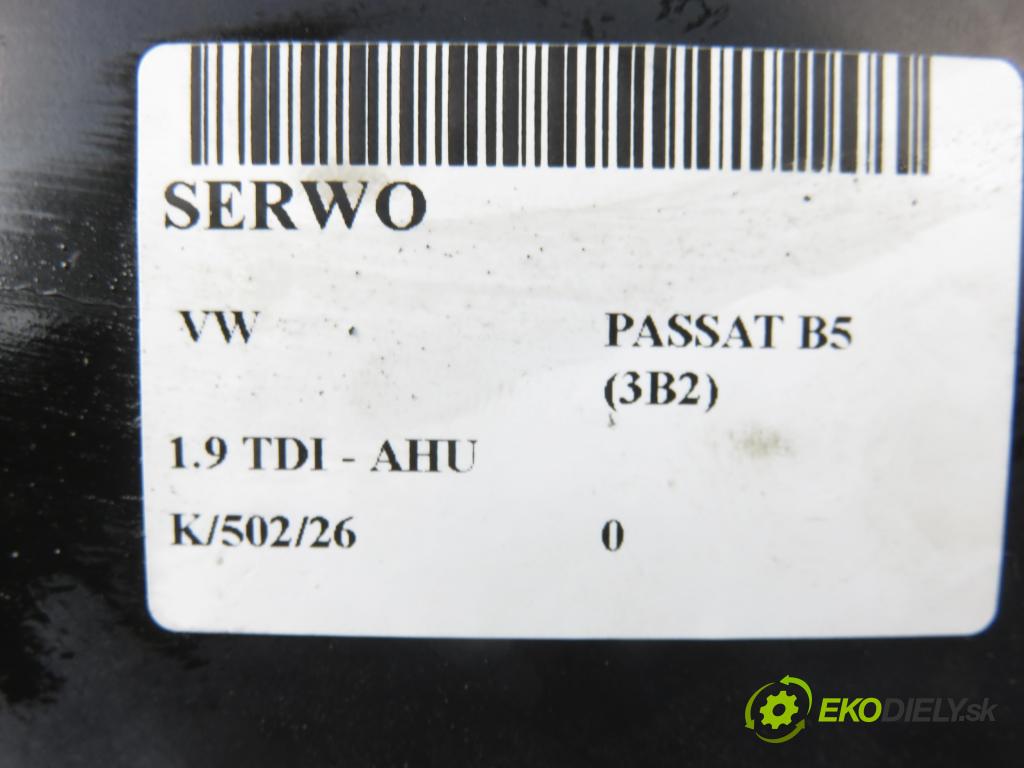 SERWO
VW PASSAT B5
(3B2)
1.9 TDI - AHU
K/502/26 0
EKODIELY.sk